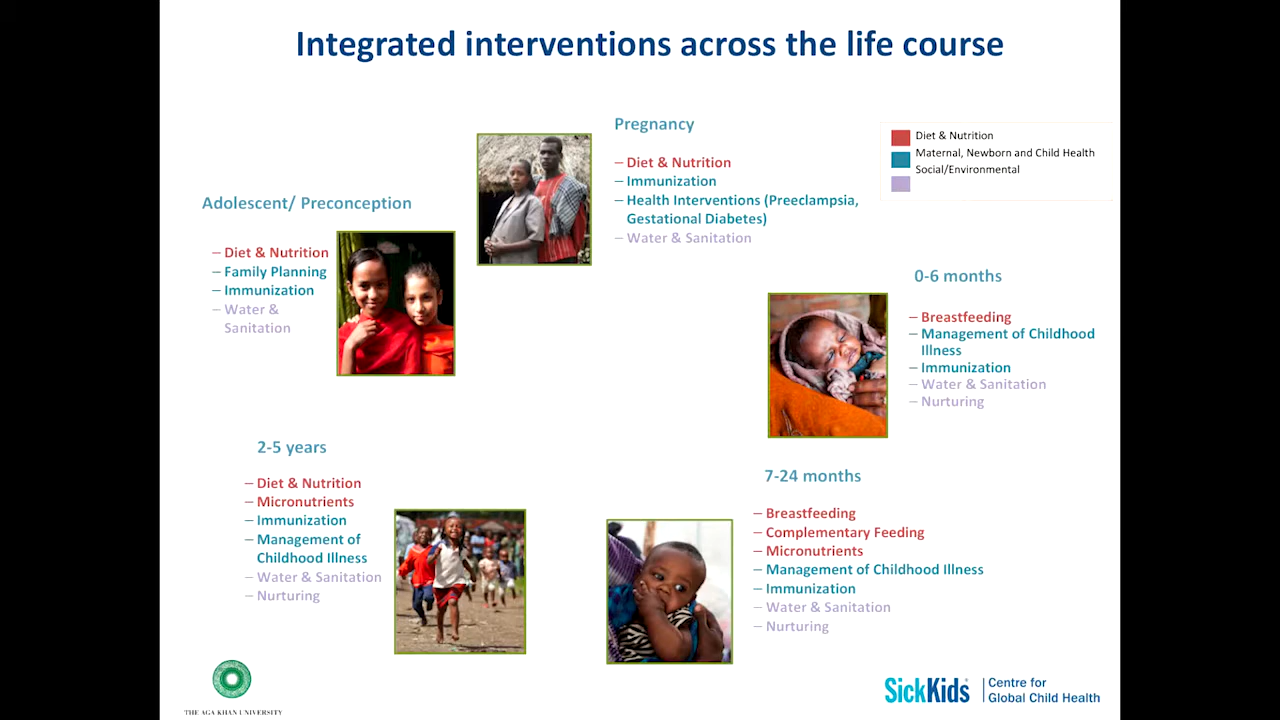 Integrated interventions across the life course
Pregnancy
– Diet & Nutrition
– Immunization
– Health Interventions (Preeclampsia,
Gestational Diabetes)
– Water & Sanitation
Diet & Nutrition
Maternal, Newborn and Child Health
Social/Environmental
Adolescent/ Preconception
– Diet & Nutrition
– Family Planning
– Immunization
– Water &
Sanitation
0-6 months
– Breastfeeding
– Management of Childhood
Illness
– Immunization
– Water & Sanitation
– Nurturing
2-5 years
– Diet & Nutrition
– Micronutrients
– Immunization
– Management of
Childhood Illness
– Water & Sanitation
– Nurturing
7-24 months
– Breastfeeding
– Complementary Feeding
– Micronutrients
– Management of Childhood Illness
– Immunization
– Water & Sanitation
– Nurturing
THE AGA KHAN UNIVERSITY
SickKids
Centre for
Global Child Health